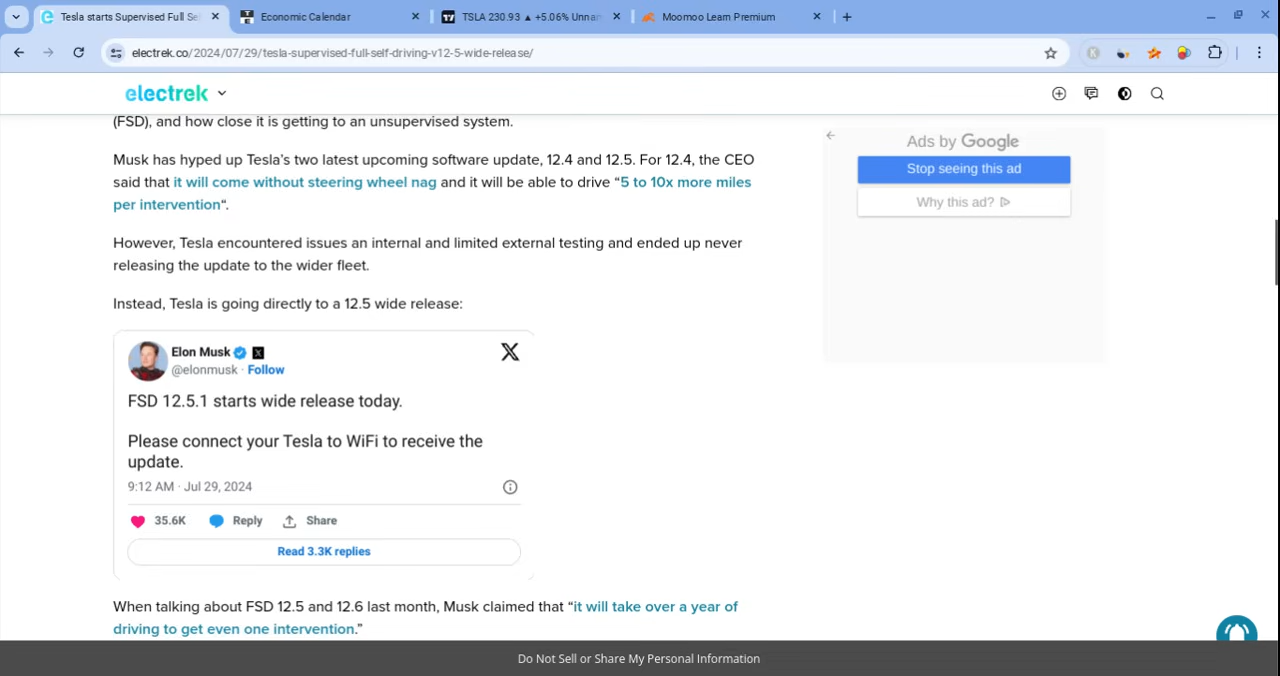 Tesla starts Supervised Full Sel
Economic Calendar
TSLA 230.93 ▲ +5.06% Unnar
Moomoo Learn Premium
electrek.co/2024/07/29/tesla-supervised-full-self-driving-v12-5-wide-release/
electrek
(FSD), and how close it is getting to an unsupervised system.
Musk has hyped up Tesla’s two latest upcoming software update, 12.4 and 12.5. For 12.4, the CEO
said that it will come without steering wheel nag and it will be able to drive “5 to 10x more miles
per intervention“.
However, Tesla encountered issues an internal and limited external testing and ended up never
releasing the update to the wider fleet.
Instead, Tesla is going directly to a 12.5 wide release:
Elon Musk
@elonmusk · Follow
FSD 12.5.1 starts wide release today.
Please connect your Tesla to WiFi to receive the
update.
9:12 AM · Jul 29, 2024
35.6K Reply Share
Read 3.3K replies
When talking about FSD 12.5 and 12.6 last month, Musk claimed that “it will take over a year of
driving to get even one intervention.”
Ads by Google
Stop seeing this ad
Why this ad?
Do Not Sell or Share My Personal Information